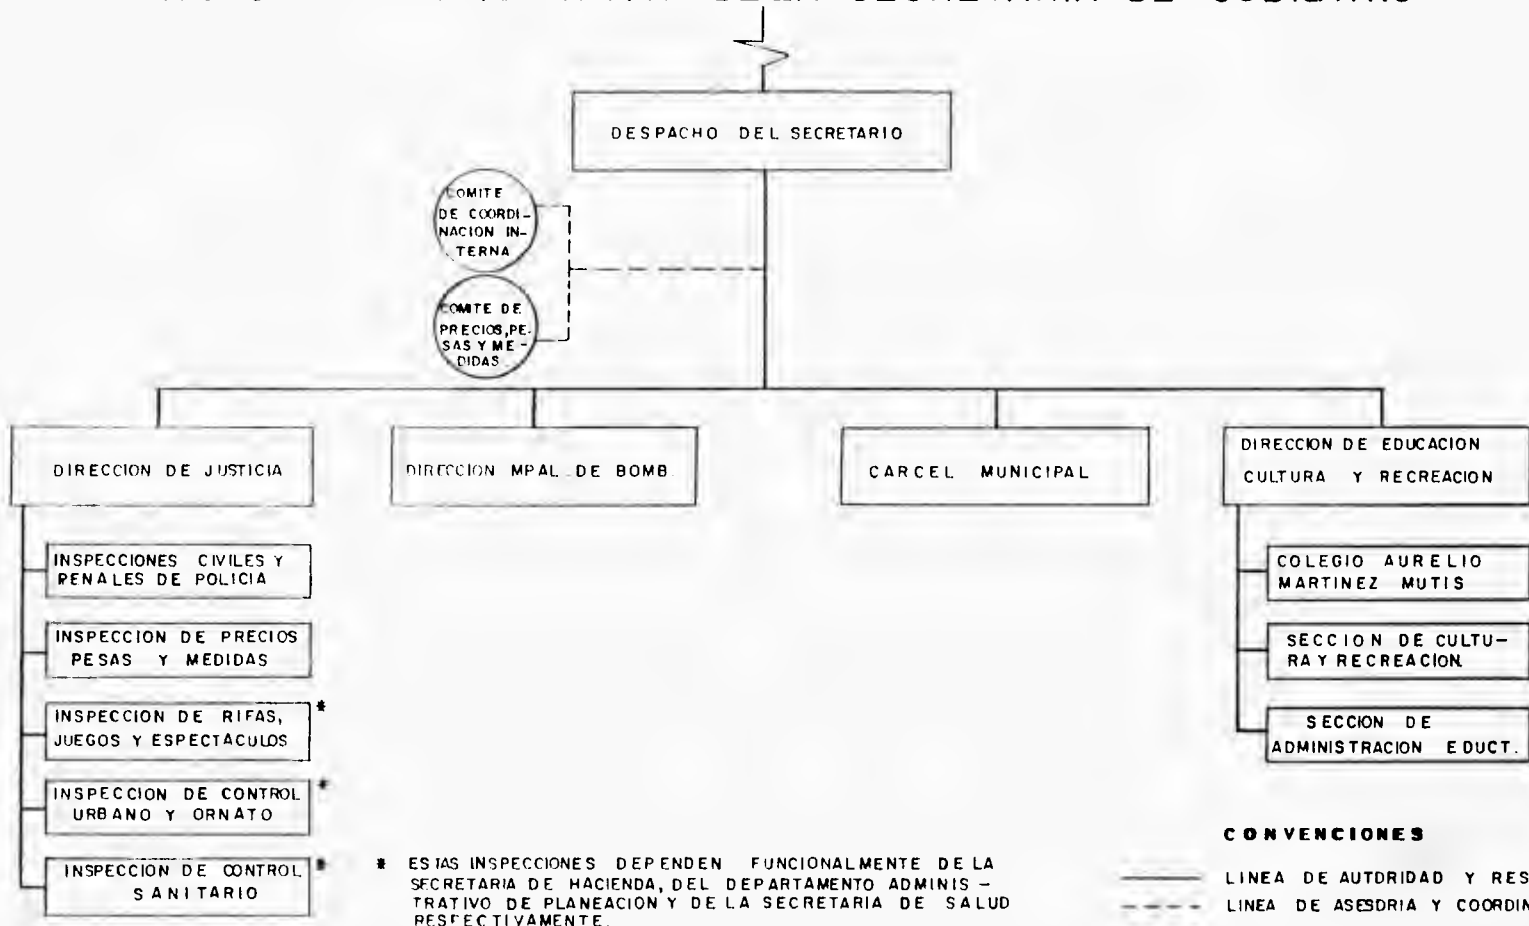 DE LA SECRETARIA DE GOBIERNO
DESPACHO DEL SECRETARIO
COMITE
DE COORDI-
NACION IN-
TERNA
COMITE DE
PRECIOS, PE-
SAS Y ME-
DIDAS
DIRECCION DE JUSTICIA
DIRECCION MPAL. DE BOMB.
CARCEL MUNICIPAL
DIRECCION DE EDUCACION
CULTURA Y RECREACION
INSPECCIONES CIVILES Y
PENALES DE POLICIA
INSPECCION DE PRECIOS
PESAS Y MEDIDAS
INSPECCION DE RIFAS, *
JUEGOS Y ESPECTACULOS
INSPECCION DE CONTROL *
URBANO Y ORNATO
INSPECCION DE CONTROL *
SANITARIO
COLEGIO AURELIO
MARTINEZ MUTIS
SECCION DE CULTU-
RA Y RECREACION.
SECCION DE
ADMINISTRACION EDUCT.
* ESTAS INSPECCIONES DEPENDEN FUNCIONALMENTE DE LA
SECRETARIA DE HACIENDA, DEL DEPARTAMENTO ADMINIS-
TRATIVO DE PLANEACION Y DE LA SECRETARIA DE SALUD
RESPECTIVAMENTE.
CONVENCIONES
LINEA DE AUTORIDAD Y RES
LINEA DE ASESORIA Y COORDIN